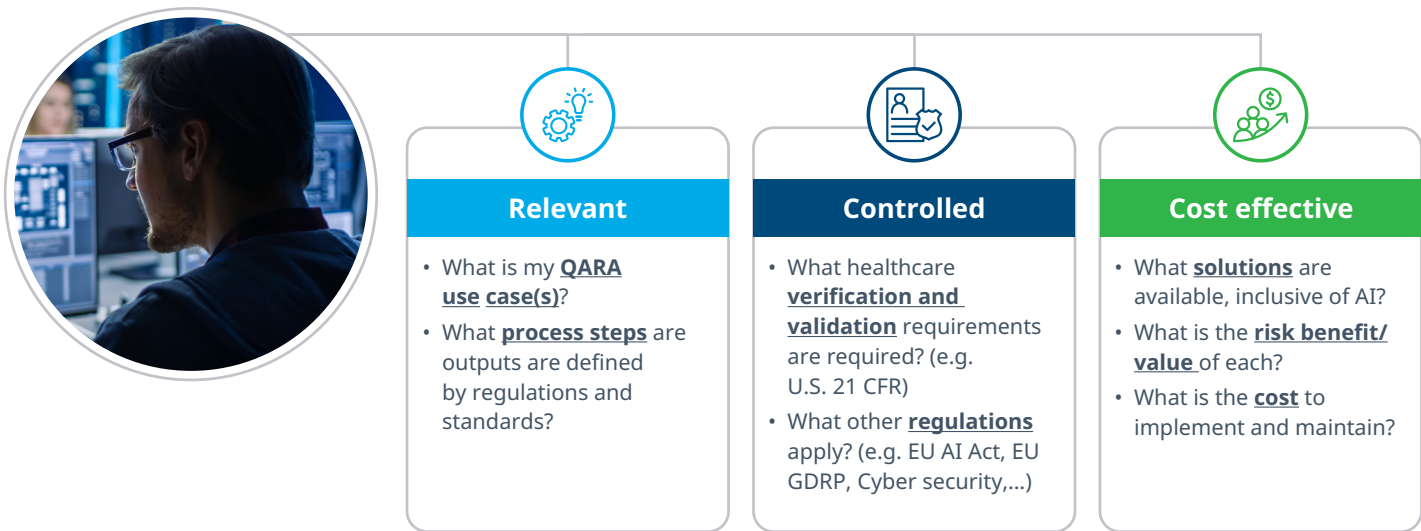 Relevant
• What is my QARA
use case(s)?
• What process steps are
outputs are defined
by regulations and
standards?
Controlled
• What healthcare
verification and
validation requirements
are required? (e.g.
U.S. 21 CFR)
• What other regulations
apply? (e.g. EU AI Act, EU
GDRP, Cyber security,...)
Cost effective
• What solutions are
available, inclusive of AI?
• What is the risk benefit/
value of each?
• What is the cost to
implement and maintain?
$